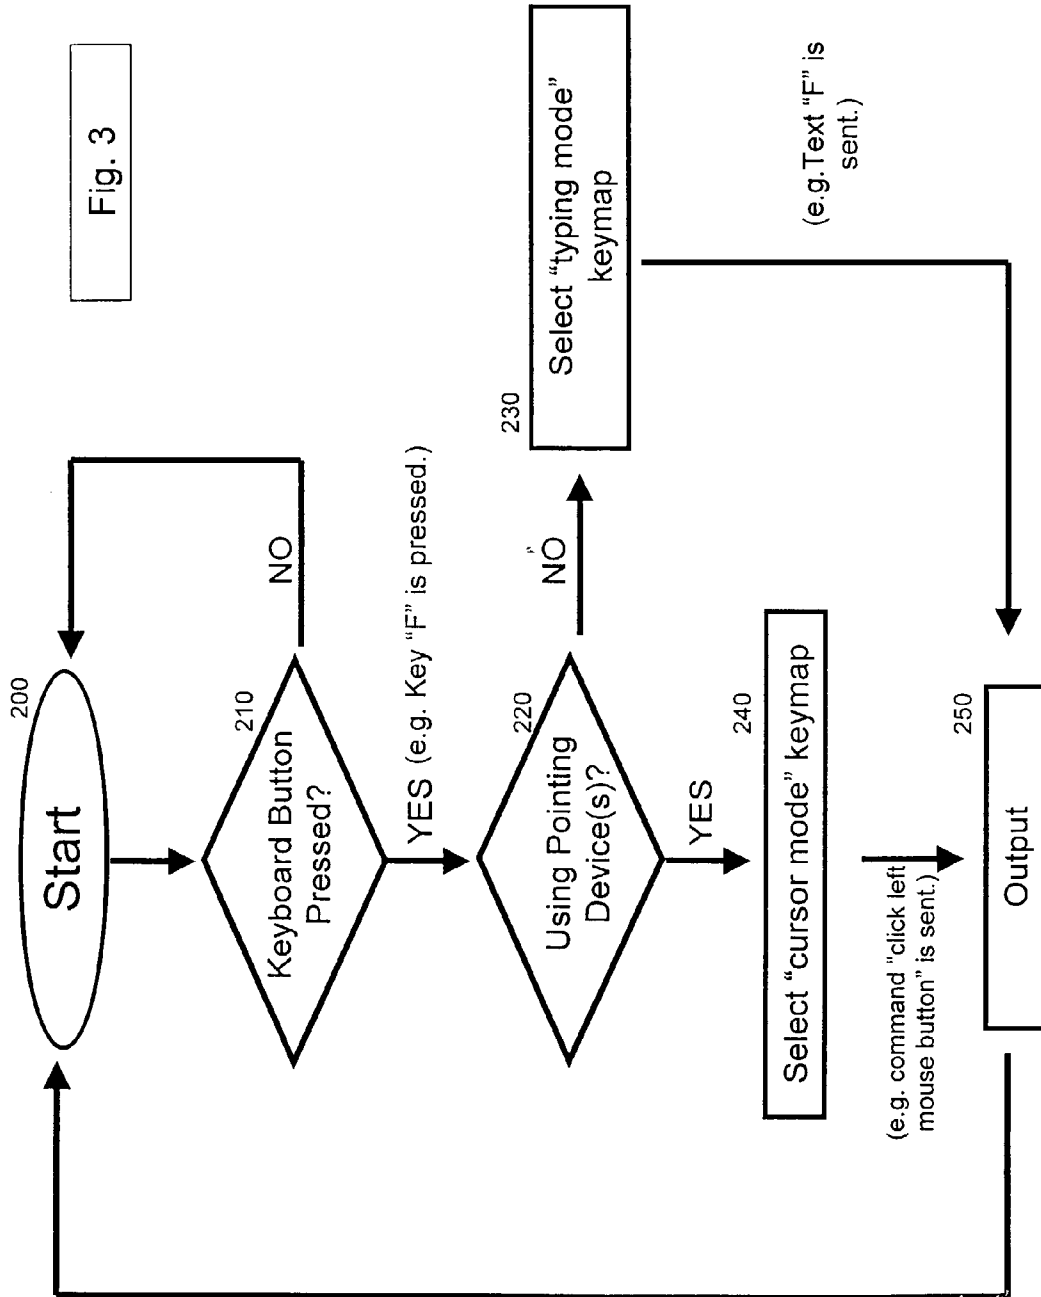 Fig. 3
200
Start
210
Keyboard Button
Pressed?
NO
YES (e.g. Key “F” is pressed.)
220
Using Pointing
Device(s)?
NO
230
Select “typing mode”
keymap
(e.g.Text “F” is
sent.)
YES
240
Select “cursor mode” keymap
(e.g. command "click left
mouse button” is sent.)
250
Output